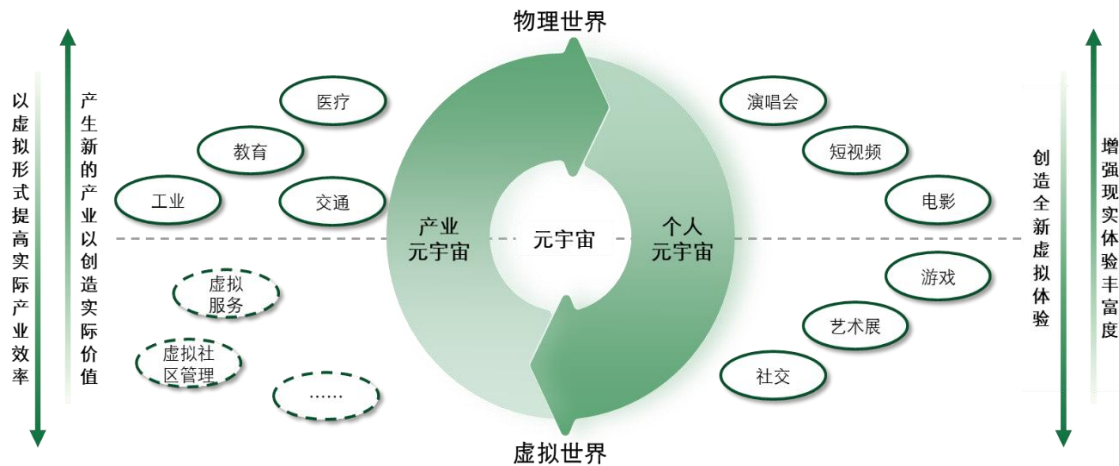 物理世界
以虚拟形式提高实际产业效率
产生新的产业以创造实际价值
医疗
教育
工业
交通
虚拟
服务
虚拟社
区管理
……
产业
元宇宙
元宇宙
个人
元宇宙
演唱会
短视频
电影
游戏
艺术展
社交
创造全新虚拟体验
增强现实体验丰富度
虚拟世界